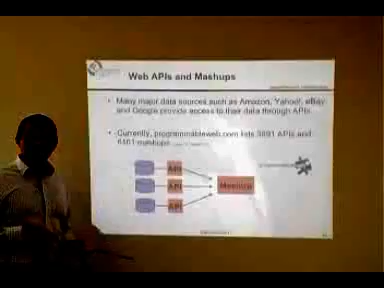 Web APIs and Mashups
• Many major data sources such as Amazon, Yahoo!, eBay
and Google provide access to their data through APIs.
• Currently, programmableweb.com lists 3891 APIs and
mashups
API
API
API
Mashup